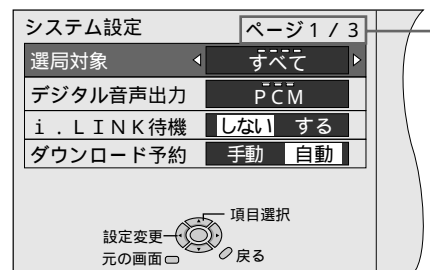 システム設定 ページ1 / 3
選局対象 すべて
デジタル音声出力 PCM
i.LINK待機 しない する
ダウンロード予約 手動 自動
項目選択
設定変更
元の画面 戻る